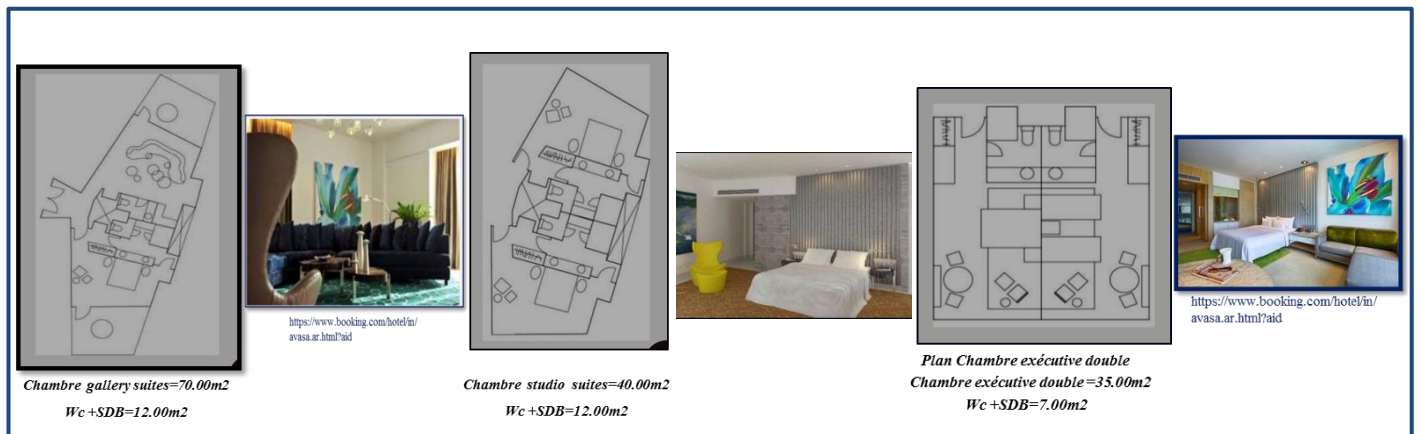 https://www.booking.com/hotel/in/
avasa.ar.html?aid
https://www.booking.com/hotel/in/
avasa.ar.html?aid
Chambre gallery suites=70.00m2
Wc +SDB=12.00m2
Chambre studio suites=40.00m2
Wc +SDB=12.00m2
Plan Chambre exécutive double
Chambre exécutive double =35.00m2
Wc +SDB=7.00m2